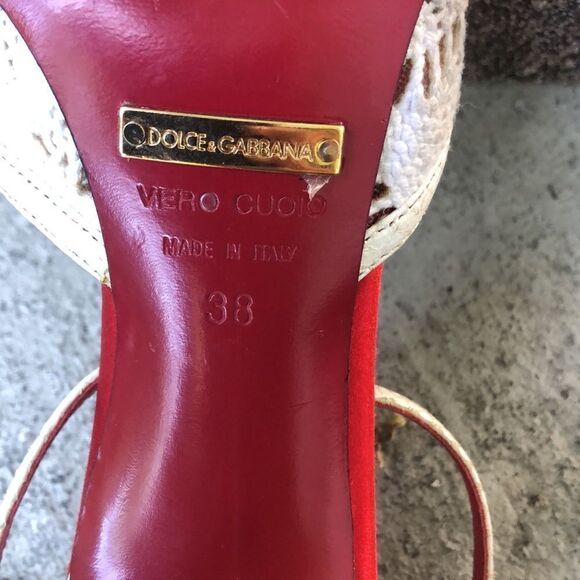 DOLCE & GABBANA
VERO CUOIO
MADE IN ITALY
38